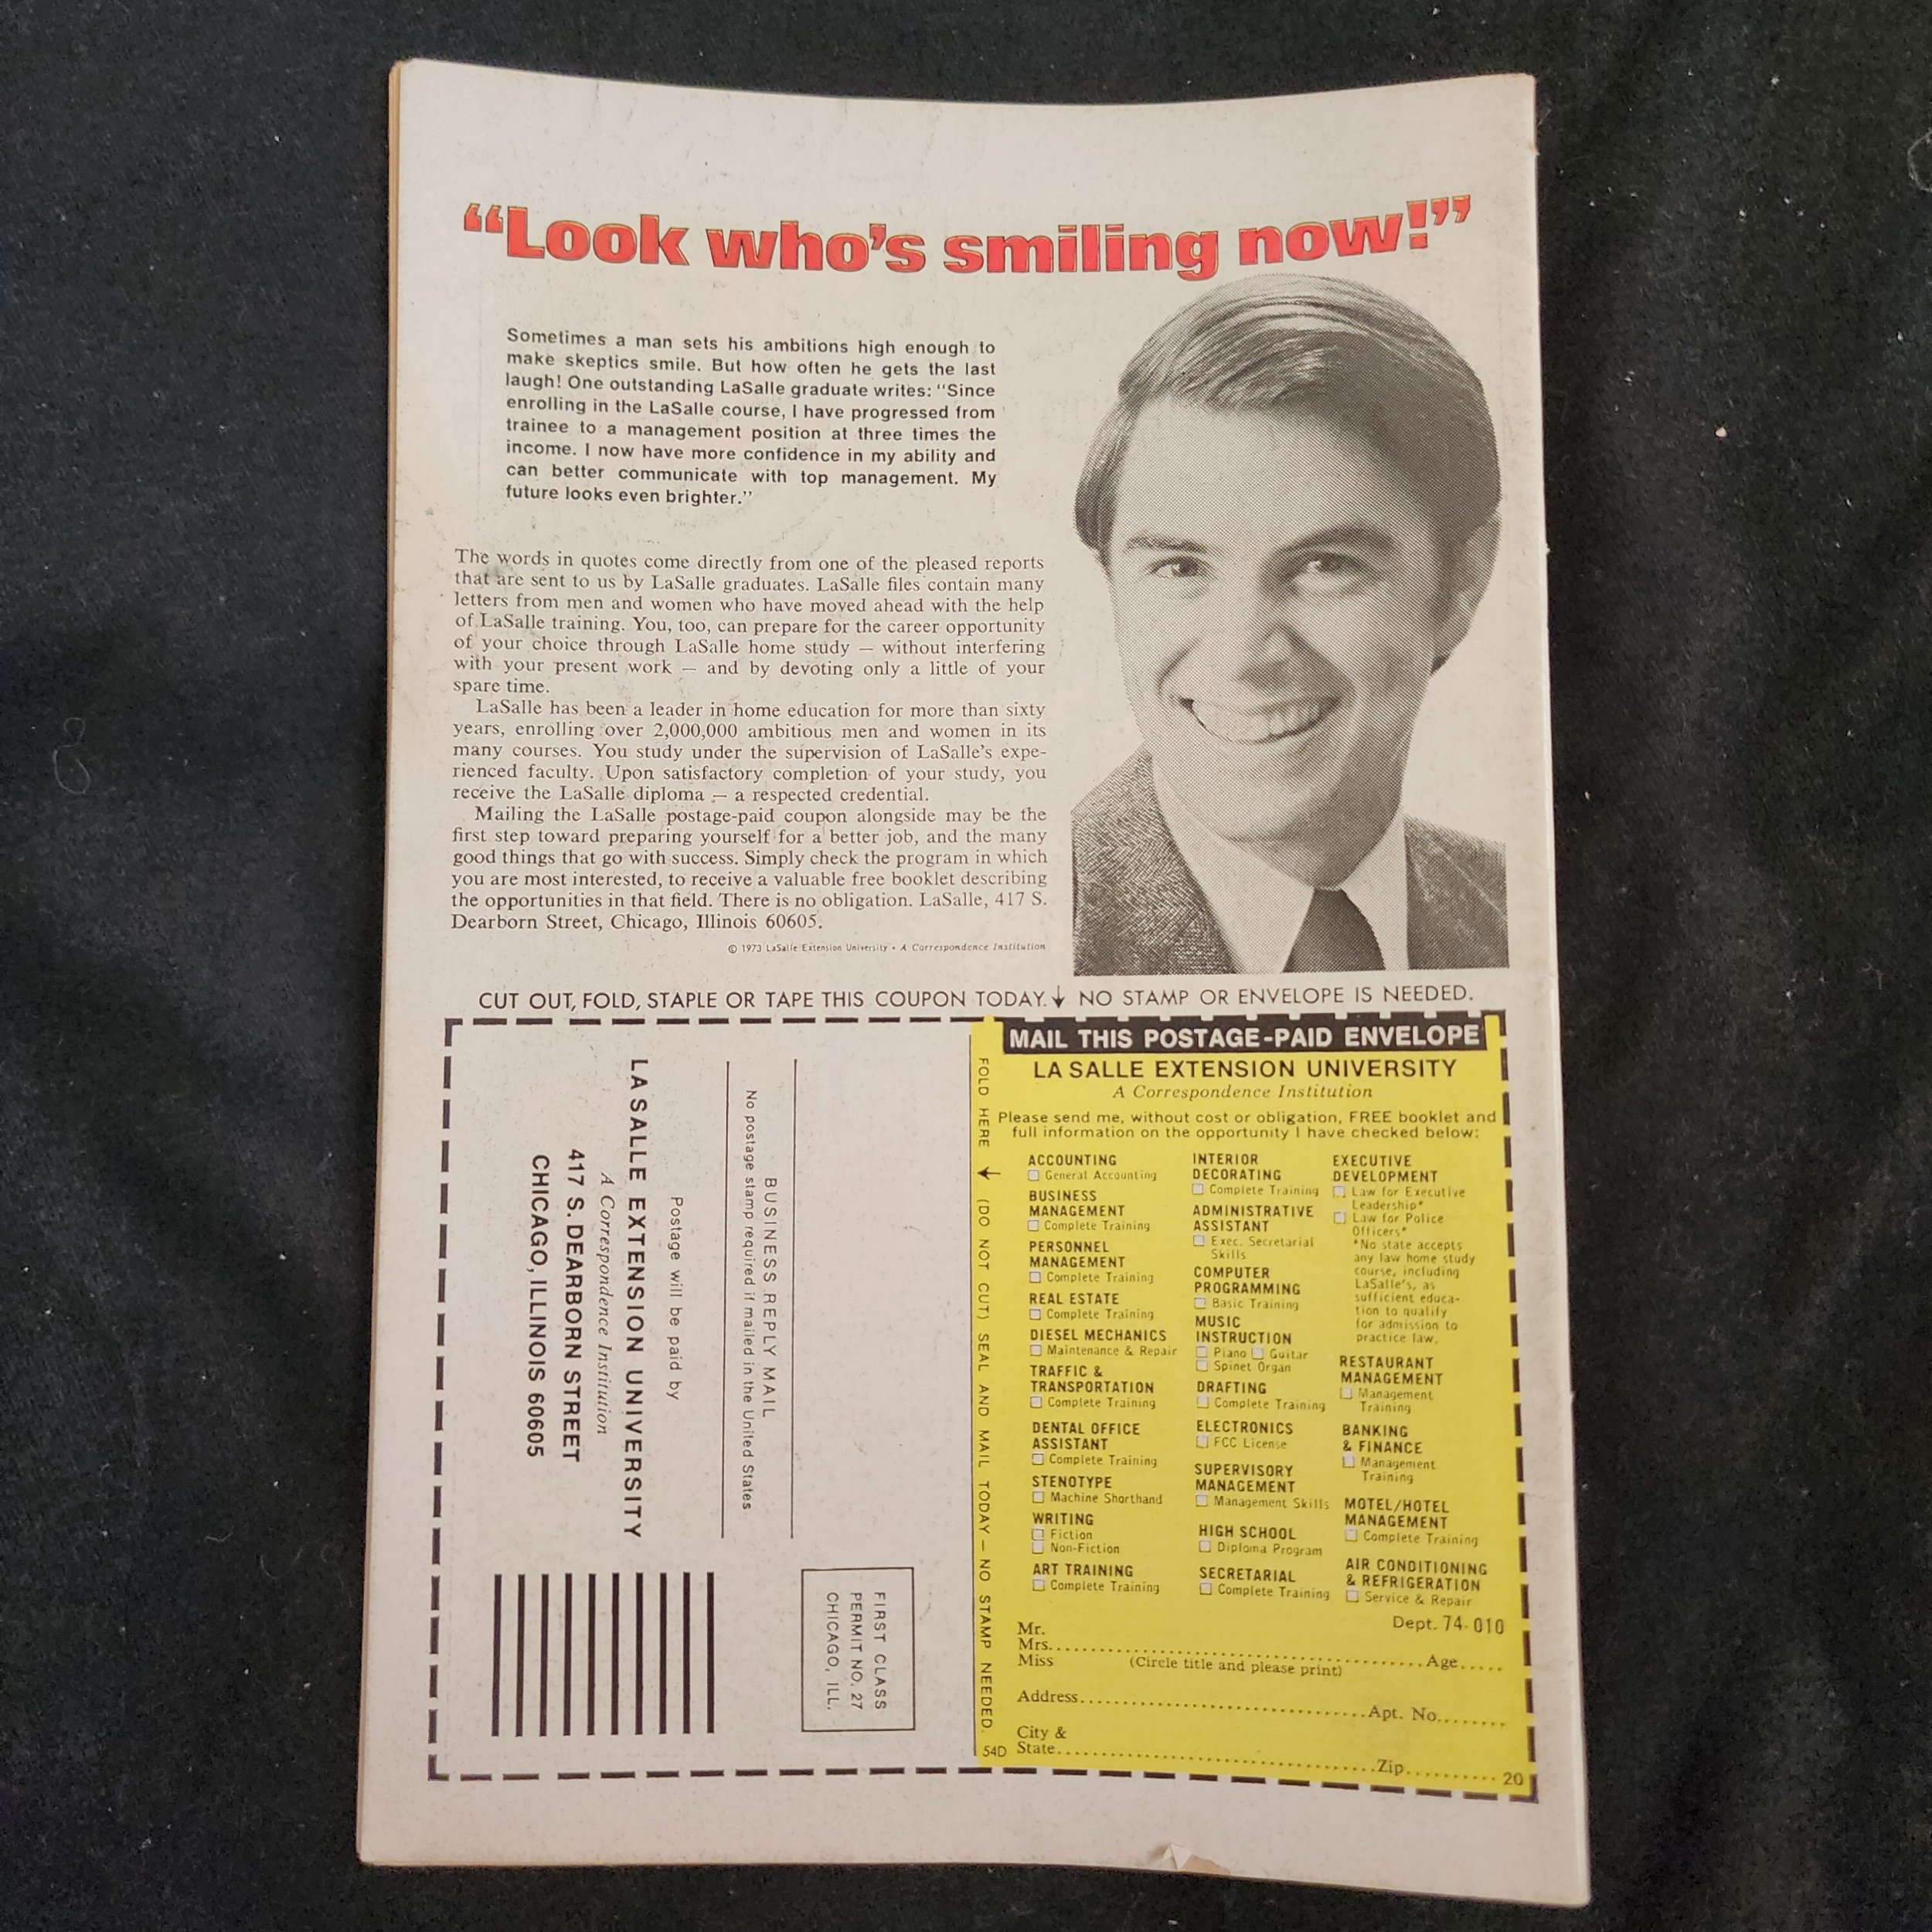 “Look who’s smiling now!”
Sometimes a man sets his ambitions high enough to
make skeptics smile. But how often he gets the last
laugh! One outstanding LaSalle graduate writes: “Since
enrolling in the LaSalle course, I have progressed from
trainee to a management position at three times the
income. I now have more confidence in my ability and
can better communicate with top management. My
future looks even brighter.”
The words in quotes come directly from one of the pleased reports
that are sent to us by LaSalle graduates. LaSalle files contain many
letters from men and women who have moved ahead with the help
of LaSalle training. You, too, can prepare for the career opportunity
of your choice through LaSalle home study — without interfering
with your present work — and by devoting only a little of your
spare time.
LaSalle has been a leader in home education for more than sixty
years, enrolling over 2,000,000 ambitious men and women in its
many courses. You study under the supervision of LaSalle’s expe-
rienced faculty. Upon satisfactory completion of your study, you
receive the LaSalle diploma — a respected credential.
Mailing the LaSalle postage-paid coupon alongside may be the
first step toward preparing yourself for a better job, and the many
good things that go with success. Simply check the program in which
you are most interested, to receive a valuable free booklet describing
the opportunities in that field. There is no obligation. LaSalle, 417 S.
Dearborn Street, Chicago, Illinois 60605.
© 1973 LaSalle Extension University • A Correspondence Institution
CUT OUT, FOLD, STAPLE OR TAPE THIS COUPON TODAY. ↓ NO STAMP OR ENVELOPE IS NEEDED.
FIRST CLASS
PERMIT NO. 27
CHICAGO, ILL.
BUSINESS REPLY MAIL
No postage stamp required if mailed in the United States
Postage will be paid by
LA SALLE EXTENSION UNIVERSITY
A Correspondence Institution
417 S. DEARBORN STREET
CHICAGO, ILLINOIS 60605
FOLD HERE ↓ (DO NOT CUT) SEAL AND MAIL TODAY — NO STAMP NEEDED.
54D
MAIL THIS POSTAGE-PAID ENVELOPE
LA SALLE EXTENSION UNIVERSITY
A Correspondence Institution
Please send me, without cost or obligation, FREE booklet and
full information on the opportunity I have checked below:
ACCOUNTING
☐ General Accounting
BUSINESS
MANAGEMENT
☐ Complete Training
PERSONNEL
MANAGEMENT
☐ Complete Training
REAL ESTATE
☐ Complete Training
DIESEL MECHANICS
☐ Maintenance & Repair
TRAFFIC &
TRANSPORTATION
☐ Complete Training
DENTAL OFFICE
ASSISTANT
☐ Complete Training
STENOTYPE
☐ Machine Shorthand
WRITING
☐ Fiction
☐ Non-Fiction
ART TRAINING
☐ Complete Training
INTERIOR
DECORATING
☐ Complete Training
ADMINISTRATIVE
ASSISTANT
☐ Exec. Secretarial
Skills
COMPUTER
PROGRAMMING
☐ Basic Training
MUSIC
INSTRUCTION
☐ Piano ☐ Guitar
☐ Spinet Organ
DRAFTING
☐ Complete Training
ELECTRONICS
☐ FCC License
SUPERVISORY
MANAGEMENT
☐ Management Skills
HIGH SCHOOL
☐ Diploma Program
SECRETARIAL
☐ Complete Training
EXECUTIVE
DEVELOPMENT
☐ Law for Executive
Leadership*
☐ Law for Police
Officers*
*No state accepts
any law home study
course, including
LaSalle's, as
sufficient educa-
tion to qualify
for admission to
practice law.
RESTAURANT
MANAGEMENT
☐ Management
Training
BANKING
& FINANCE
☐ Management
Training
MOTEL/HOTEL
MANAGEMENT
☐ Complete Training
AIR CONDITIONING
& REFRIGERATION
☐ Service & Repair
Dept. 74-010
Mr.
Mrs. Age
Miss (Circle title and please print)
Address Apt. No.
City &
State Zip
20